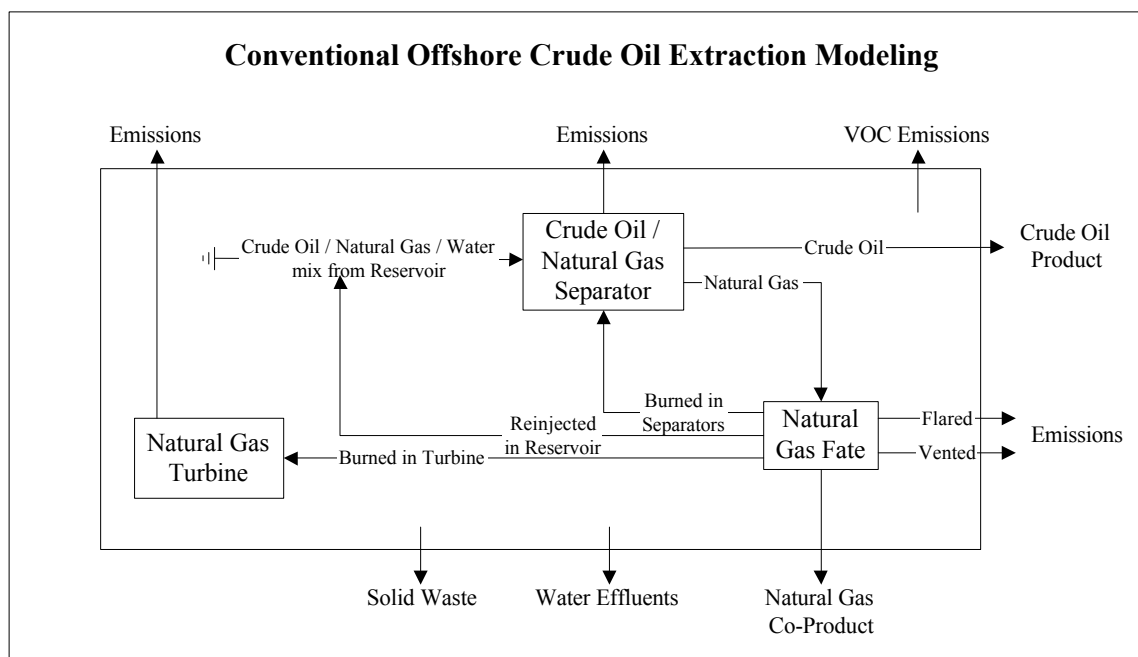 Conventional Offshore Crude Oil Extraction Modeling
Emissions
Emissions
VOC Emissions
Crude Oil / Natural Gas / Water
mix from Reservoir
Crude Oil /
Natural Gas
Separator
Crude Oil
Crude Oil
Product
Natural Gas
Burned in
Separators
Natural
Gas Fate
Flared
Vented
Emissions
Reinjected
in Reservoir
Natural Gas
Turbine
Burned in Turbine
Solid Waste
Water Effluents
Natural Gas
Co-Product